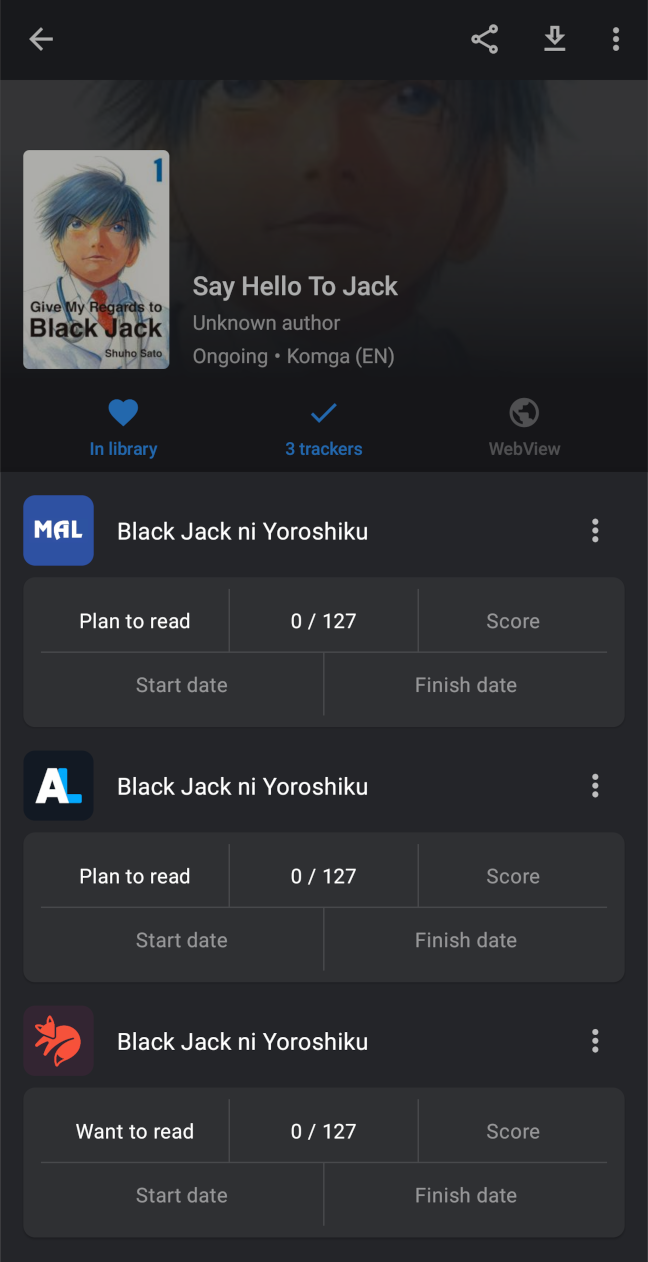 1
Give My Regards to
Black Jack
Shuho Sato
Say Hello To Jack
Unknown author
Ongoing • Komga (EN)
In library
3 trackers
WebView
MAL
Black Jack ni Yoroshiku
Plan to read
0 / 127
Score
Start date
Finish date
AL
Black Jack ni Yoroshiku
Plan to read
0 / 127
Score
Start date
Finish date
Black Jack ni Yoroshiku
Want to read
0 / 127
Score
Start date
Finish date